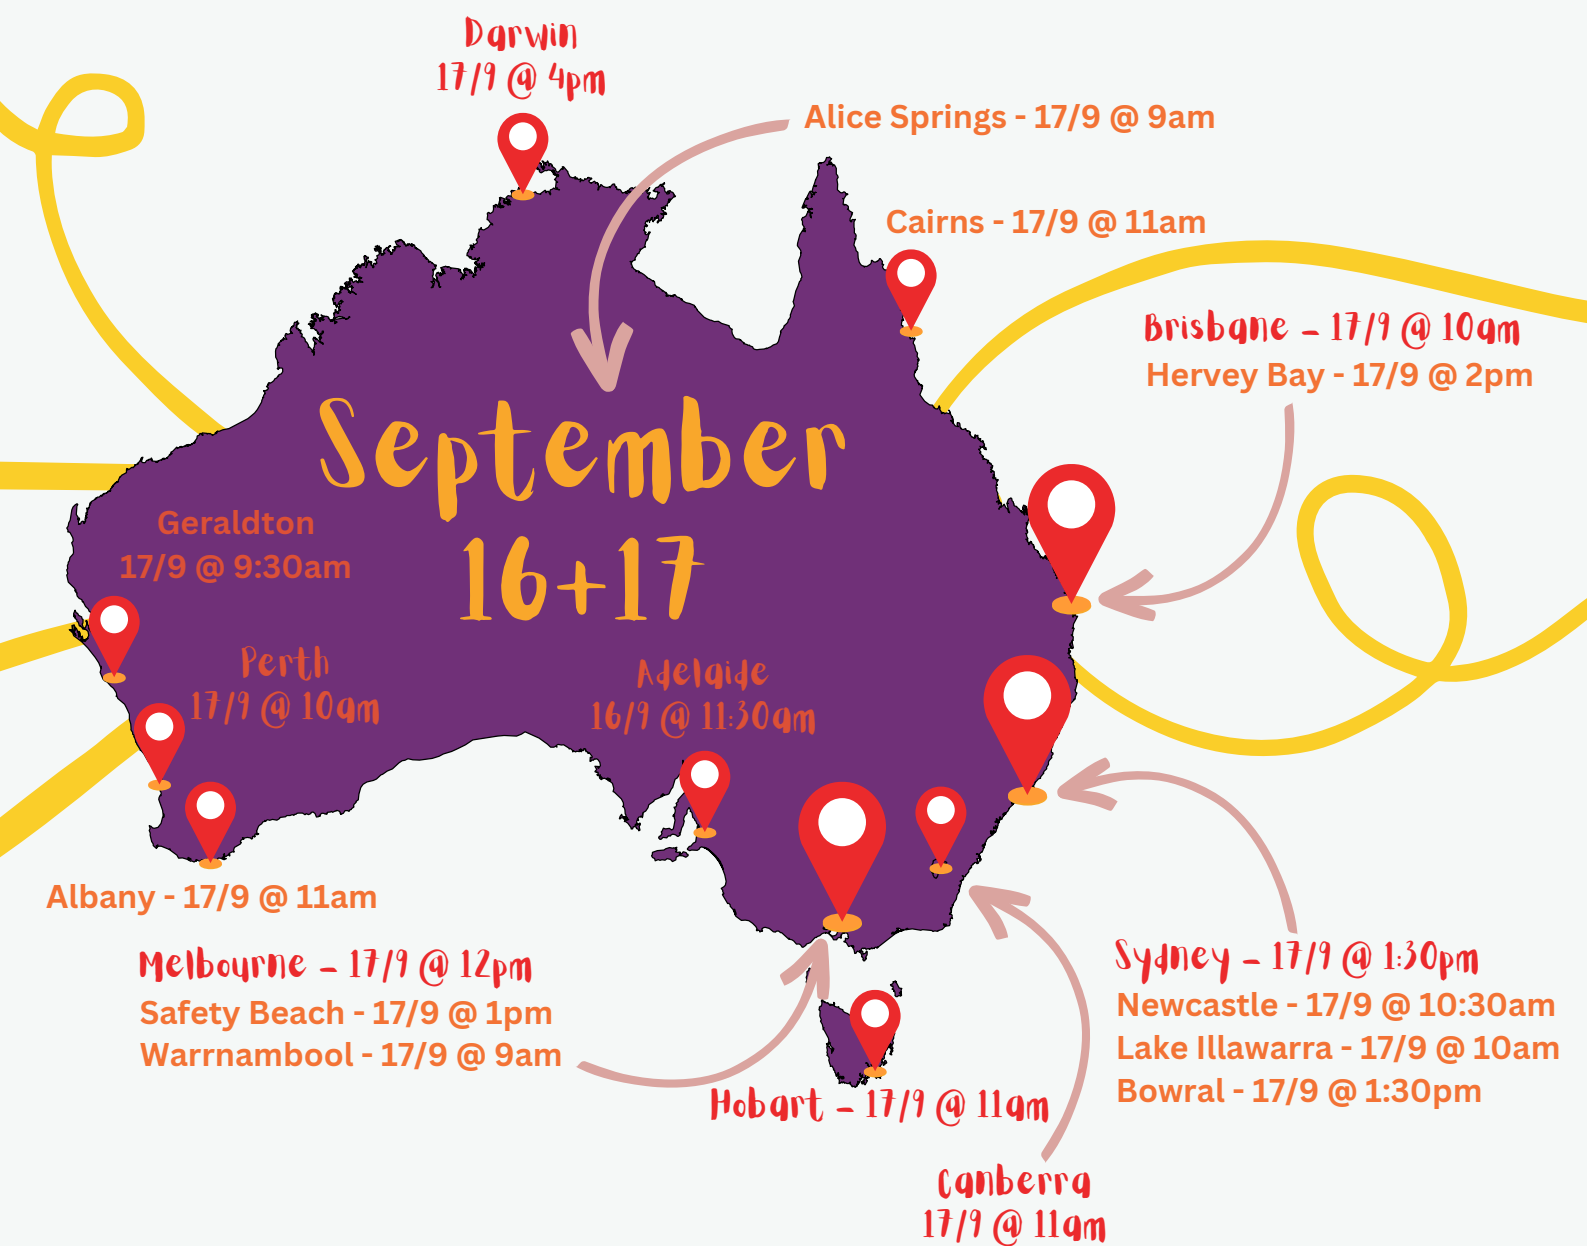 Darwin
17/9 @ 4pm
Alice Springs - 17/9 @ 9am
Cairns - 17/9 @ 11am
Brisbane - 17/9 @ 10am
Hervey Bay - 17/9 @ 2pm
September
16+17
Geraldton
17/9 @ 9:30am
Perth
17/9 @ 10am
Adelaide
16/9 @ 11:30am
Albany - 17/9 @ 11am
Melbourne - 17/9 @ 12pm
Safety Beach - 17/9 @ 1pm
Warrnambool - 17/9 @ 9am
Sydney - 17/9 @ 1:30pm
Newcastle - 17/9 @ 10:30am
Lake Illawarra - 17/9 @ 10am
Bowral - 17/9 @ 1:30pm
Hobart - 17/9 @ 11am
Canberra
17/9 @ 11am